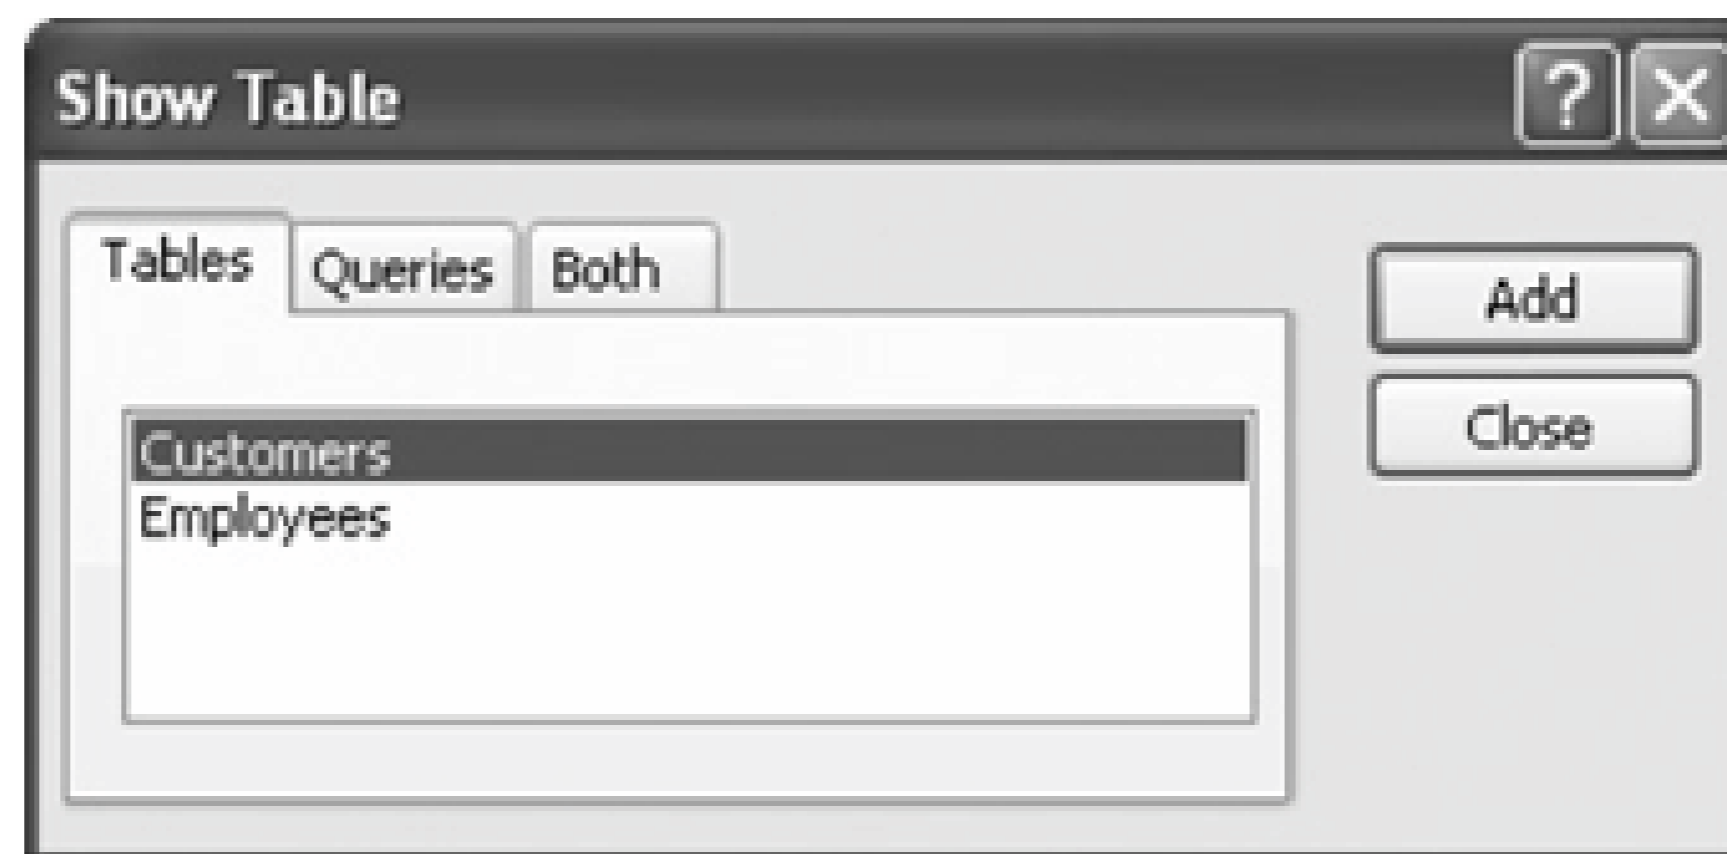 Show Table
Tables Queries Both
Add
Close
Customers
Employees